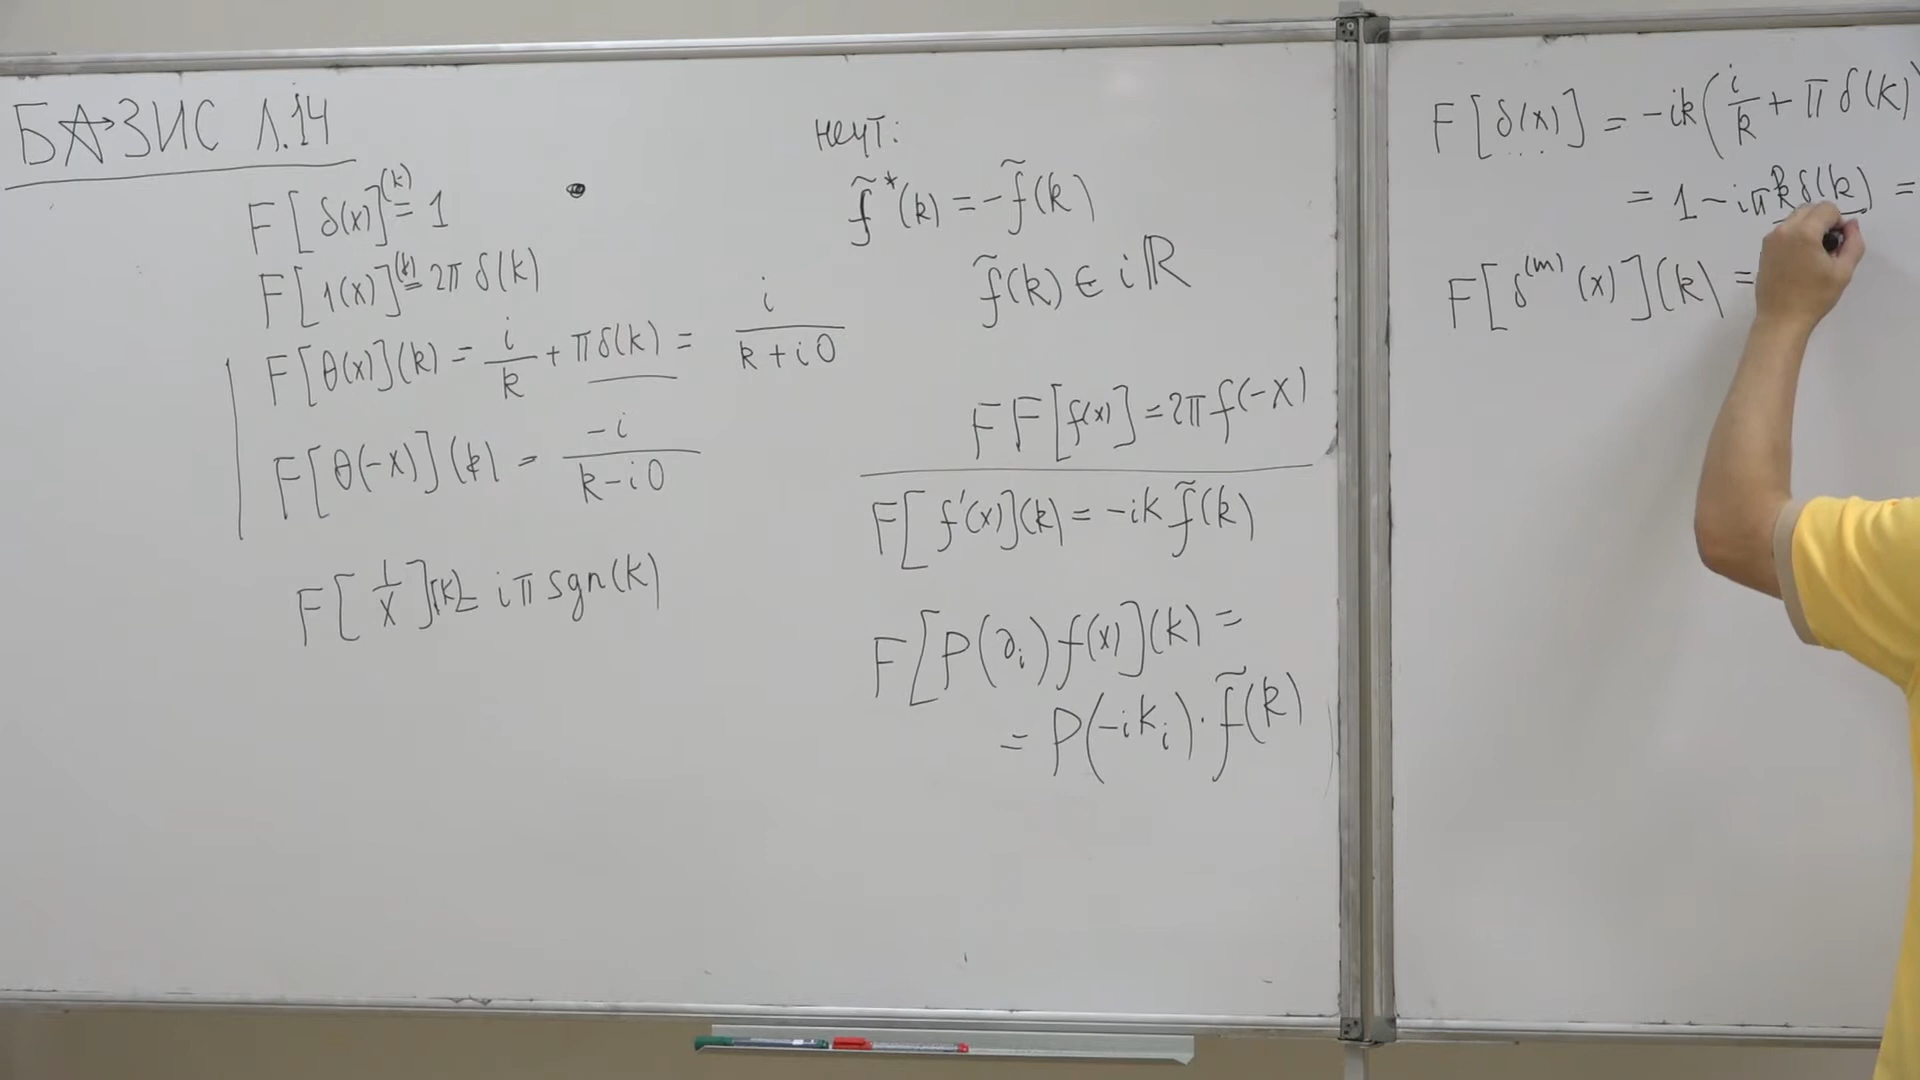 БАЗИС Л.14
F[δ(x)](k) = 1
F[1(x)](k) = 2π δ(k)
F[θ(x)](k) = i/k + πδ(k) = i/(k+i0)
F[θ(-x)](k) = -i/(k-i0)
F[1/x](k) = iπ sgn(k)
нечт:
f̃*(k) = -f̃(k)
f̃(k) ∈ iℝ
FF[f(x)] = 2π f(-x)
F[f'(x)](k) = -ik f̃(k)
F[P(∂ᵢ) f(x)](k) =
= P(-ikᵢ)· f̃(k)
F[δ(x)] = -ik(i/k + π δ(k)
= 1 - iπ k δ(k) =
F[δ⁽ᵐ⁾(x)](k) =